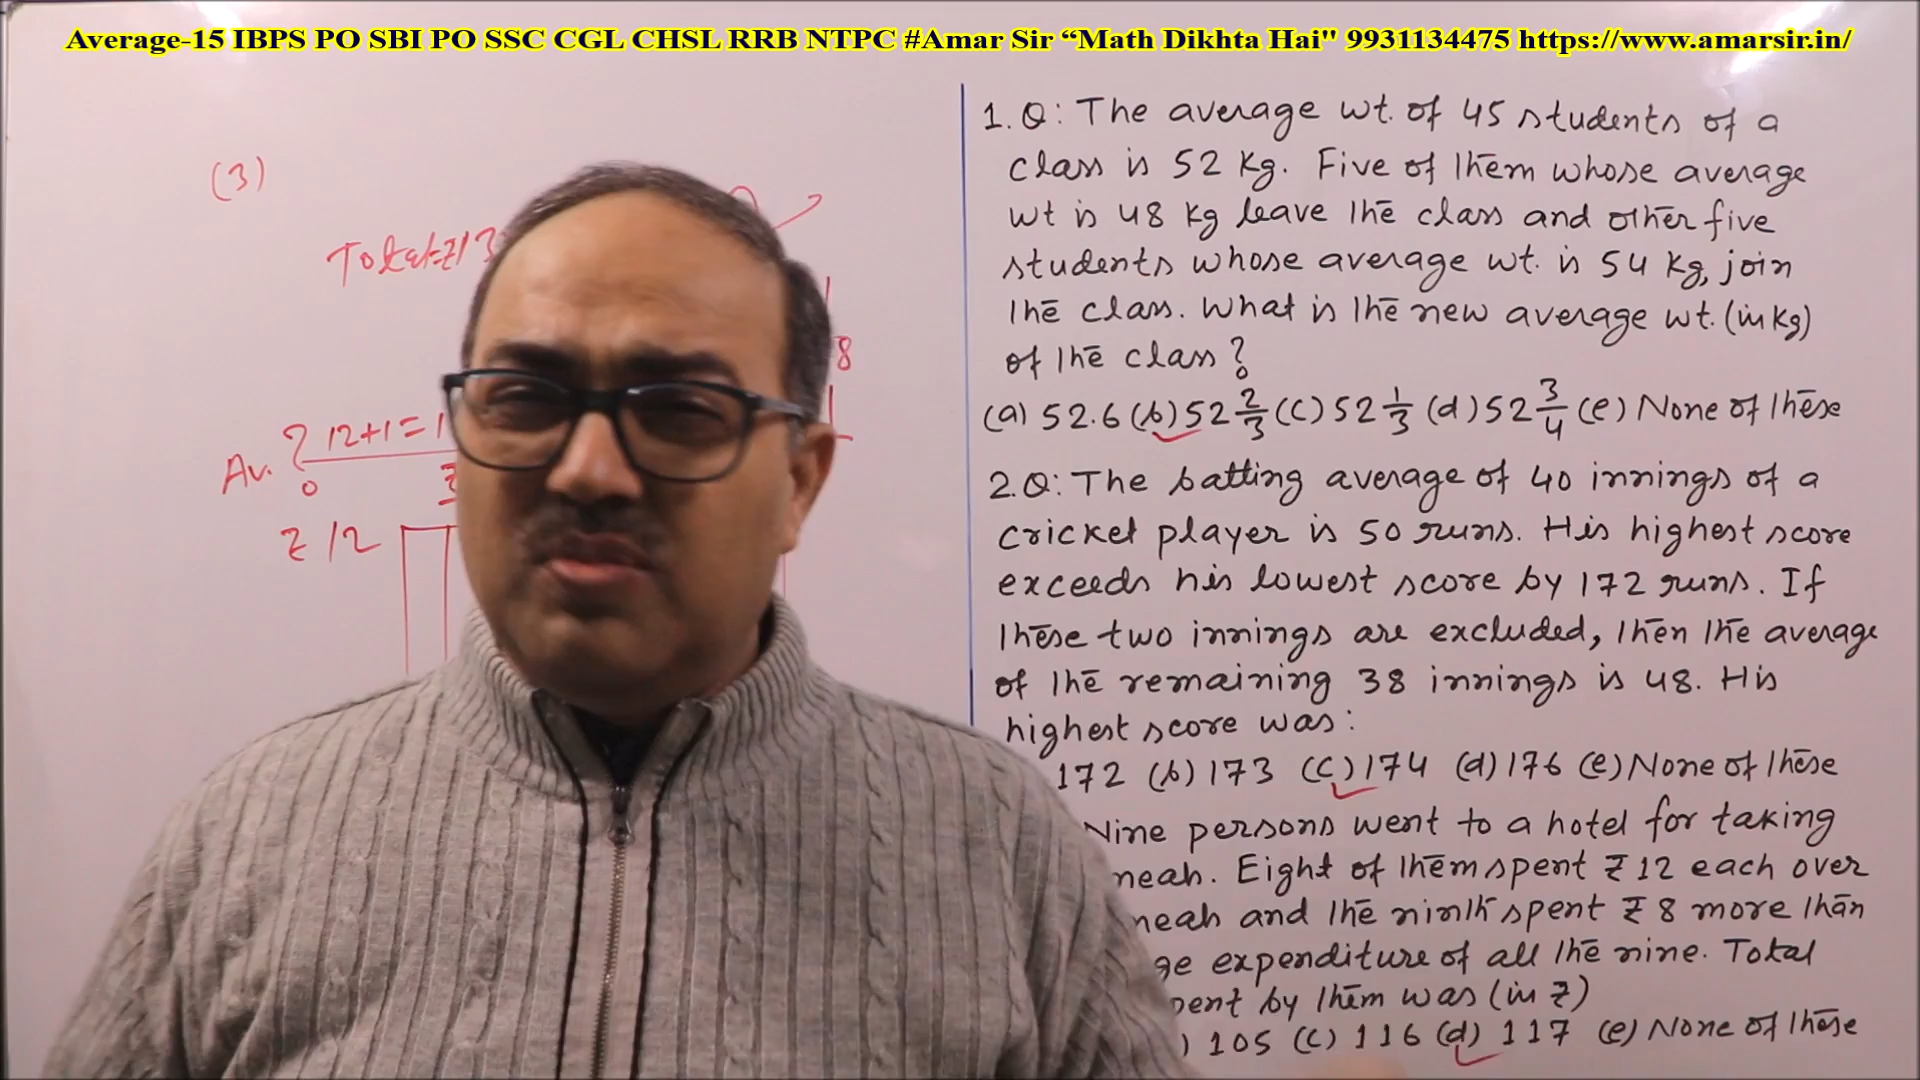 Average-15 IBPS PO SBI PO SSC CGL CHSL RRB NTPC #Amar Sir “Math Dikhta Hai" 9931134475 https://www.amarsir.in/
(3)
Total=₹13
8
Av. ? 12+1=1
0
₹12
1.Q: The average wt. of 45 students of a
class is 52 Kg. Five of them whose average
wt is 48 kg leave the class and other five
students whose average wt. is 54 Kg, join
the class. What is the new average wt. (in kg)
of the class?
(a) 52.6 (b) 52 2/3 (c) 52 1/3 (d) 52 3/4 (e) None of these
2.Q: The batting average of 40 innings of a
cricket player is 50 runs. His highest score
exceeds his lowest score by 172 runs. If
these two innings are excluded, then the average
of the remaining 38 innings is 48. His
highest score was:
172 (b) 173 (c) 174 (d) 176 (e) None of these
Nine persons went to a hotel for taking
meals. Eight of them spent ₹12 each over
meals and the ninth spent ₹8 more than
ge expenditure of all the nine. Total
pent by them was (in ₹)
) 105 (c) 116 (d) 117 (e) None of these